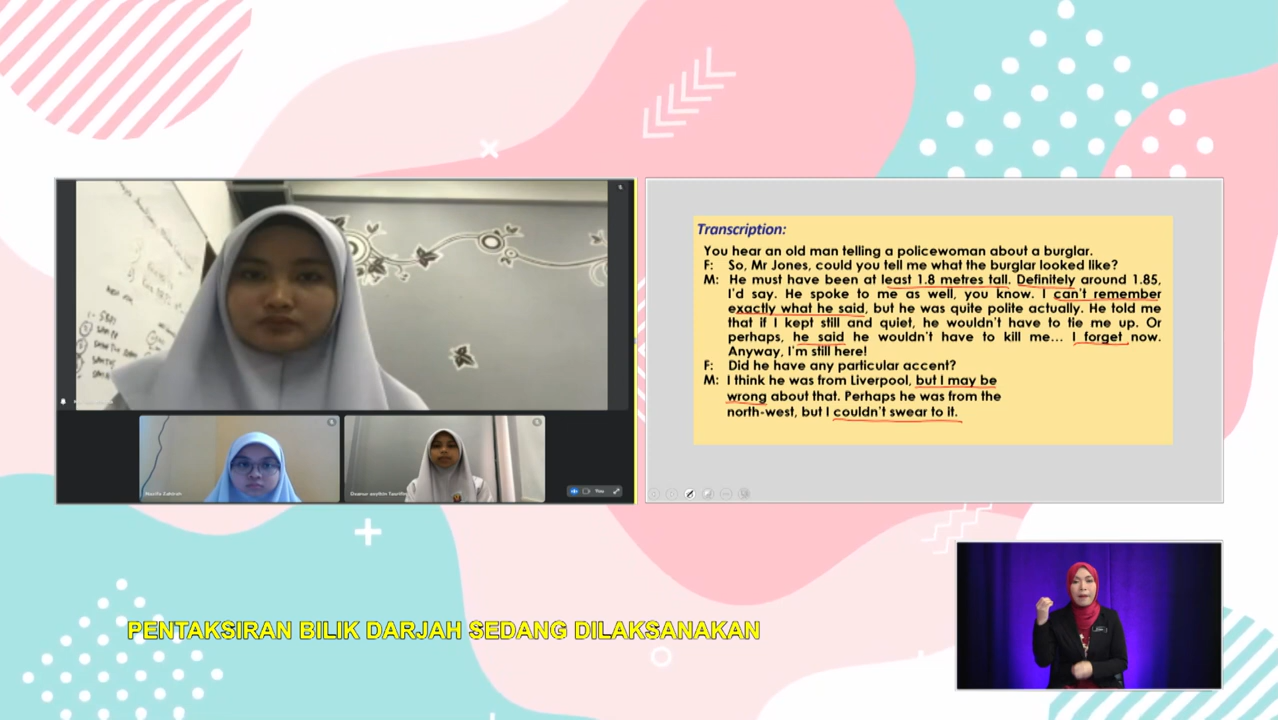 Transcription:
You hear an old man telling a policewoman about a burglar.
F: So, Mr Jones, could you tell me what the burglar looked like?
M: He must have been at least 1.8 metres tall. Definitely around 1.85,
I'd say. He spoke to me as well, you know. I can't remember
exactly what he said, but he was quite polite actually. He told me
that if I kept still and quiet, he wouldn't have to tie me up. Or
perhaps, he said he wouldn't have to kill me... I forget now.
Anyway, I'm still here!
F: Did he have any particular accent?
M: I think he was from Liverpool, but I may be
wrong about that. Perhaps he was from the
north-west, but I couldn't swear to it.
You
PENTAKSIRAN BILIK DARJAH SEDANG DILAKSANAKAN